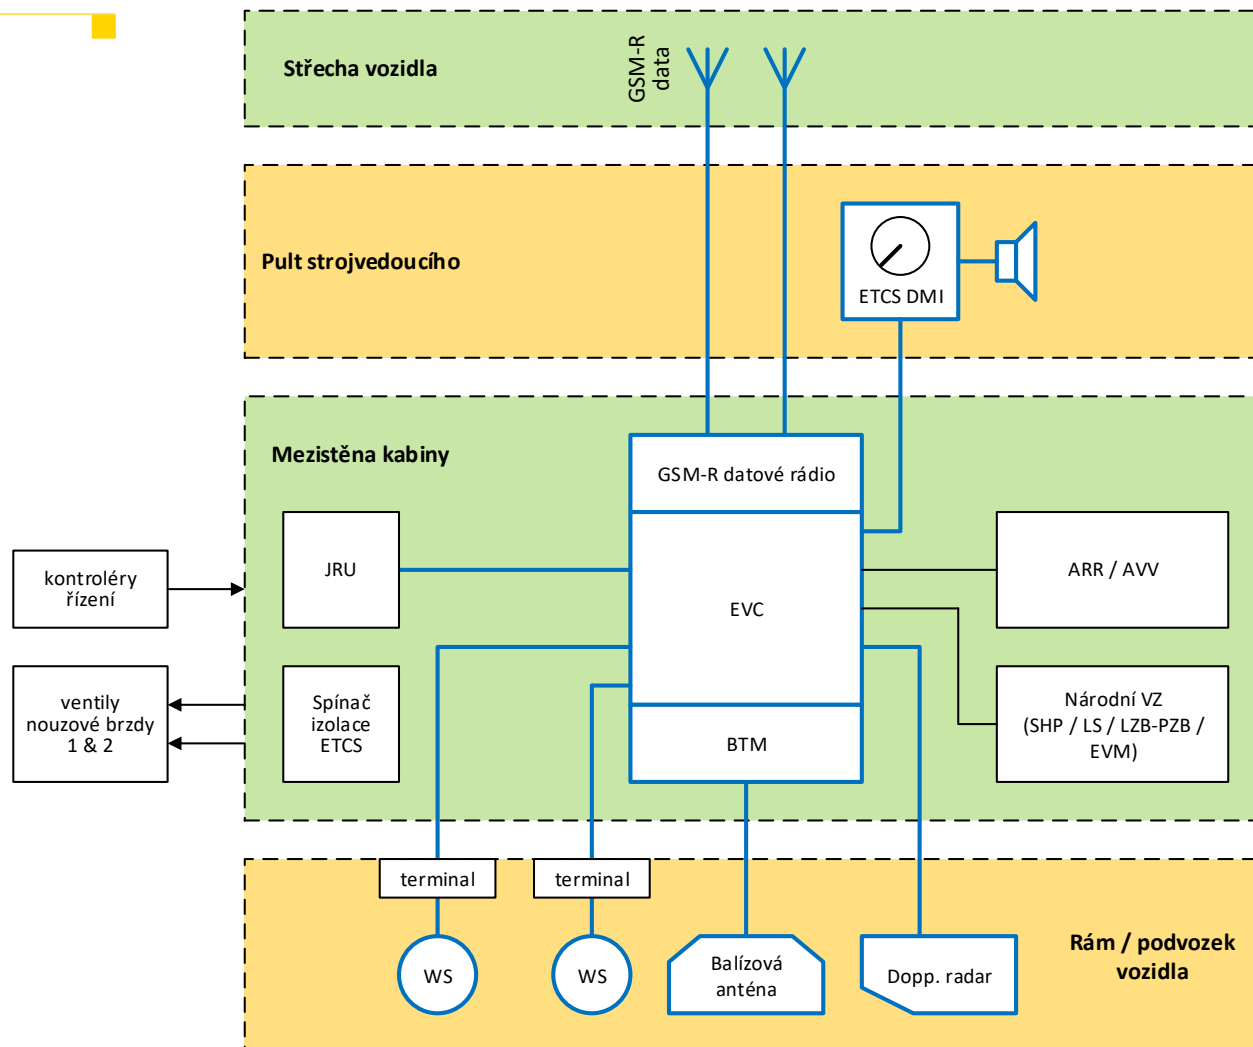 Střecha vozidla
GSM-R
data
Pult strojvedoucího
ETCS DMI
Mezistěna kabiny
GSM-R datové rádio
kontroléry
řízení
JRU
EVC
ARR / AVV
ventily
nouzové brzdy
1 & 2
Spínač
izolace
ETCS
BTM
Národní VZ
(SHP / LS / LZB-PZB /
EVM)
terminal
terminal
WS
WS
Balízová
anténa
Dopp. radar
Rám / podvozek
vozidla